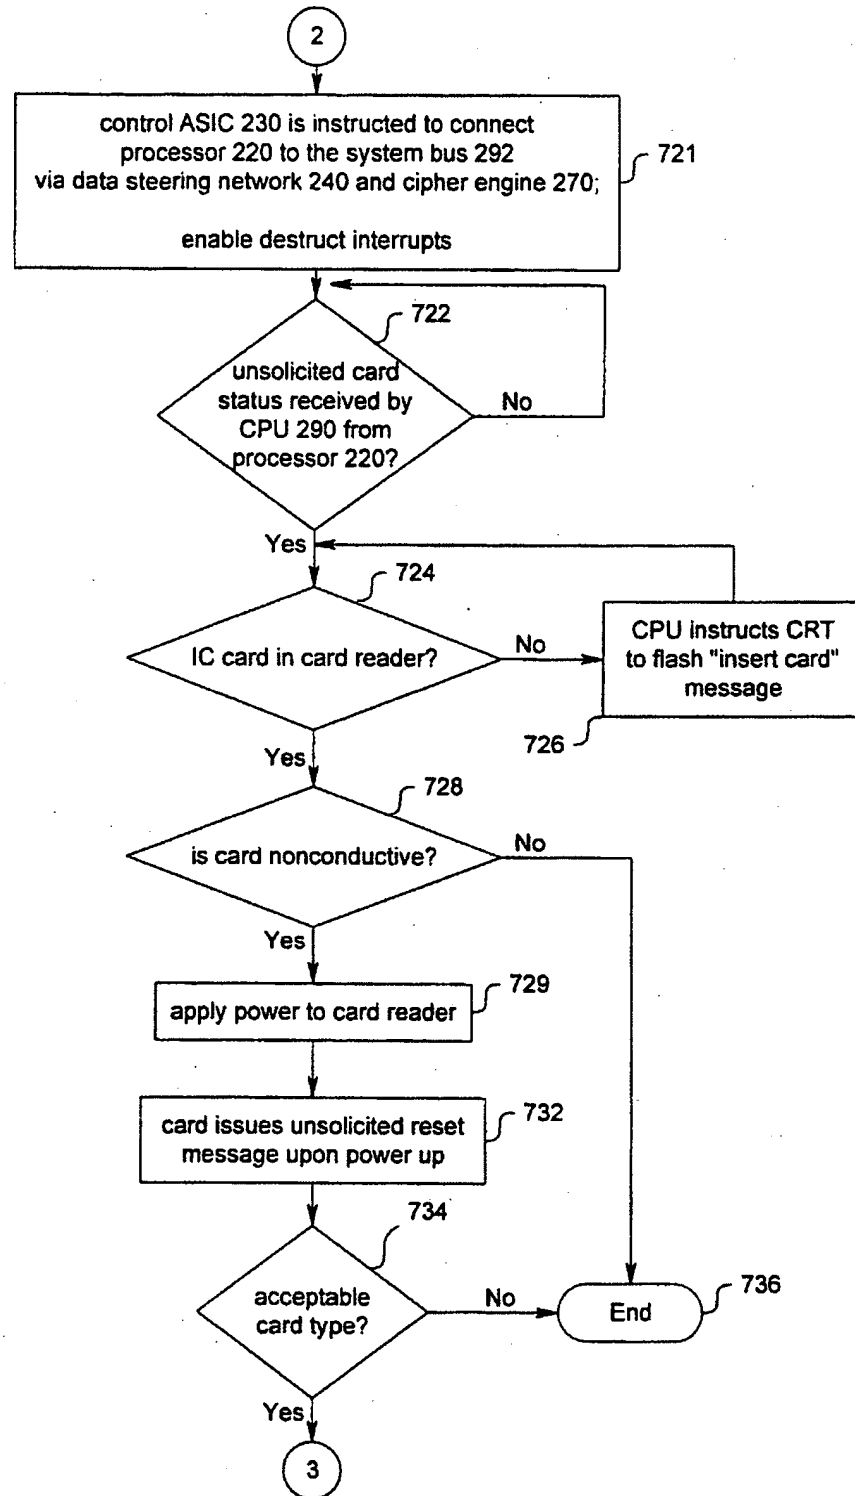 2
control ASIC 230 is instructed to connect
processor 220 to the system bus 292
via data steering network 240 and cipher engine 270;
enable destruct interrupts
721
722
unsolicited card
status received by
CPU 290 from
processor 220?
No
Yes
724
IC card in card reader?
No
CPU instructs CRT
to flash "insert card"
message
726
Yes
728
is card nonconductive?
No
Yes
729
apply power to card reader
732
card issues unsolicited reset
message upon power up
734
acceptable
card type?
No
End
736
Yes
3